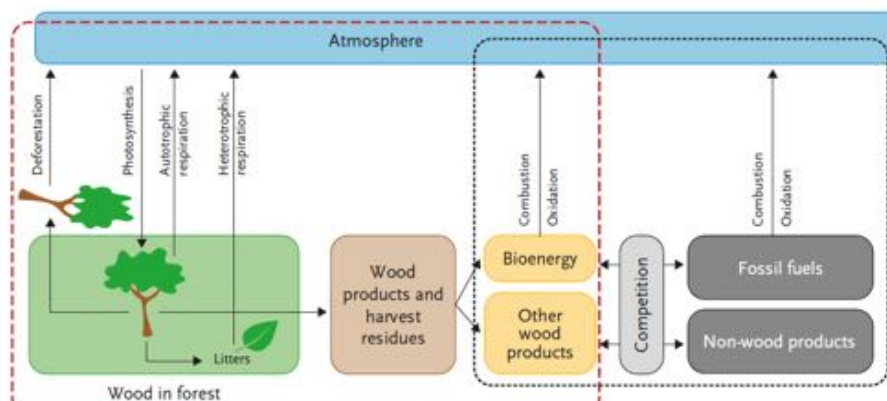 Atmosphere
Deforestation
Photosynthesis
Autotrophic
respiration
Heterotrophic
respiration
Combustion
Oxidation
Combustion
Oxidation
Wood
products and
harvest
residues
Bioenergy
Other
wood
products
Competition
Fossil fuels
Non-wood products
Litters
Wood in forest